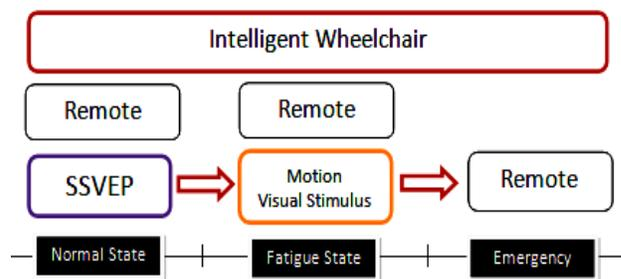 Intelligent Wheelchair
Remote
Remote
SSVEP
Motion
Visual Stimulus
Remote
Normal State
Fatigue State
Emergency